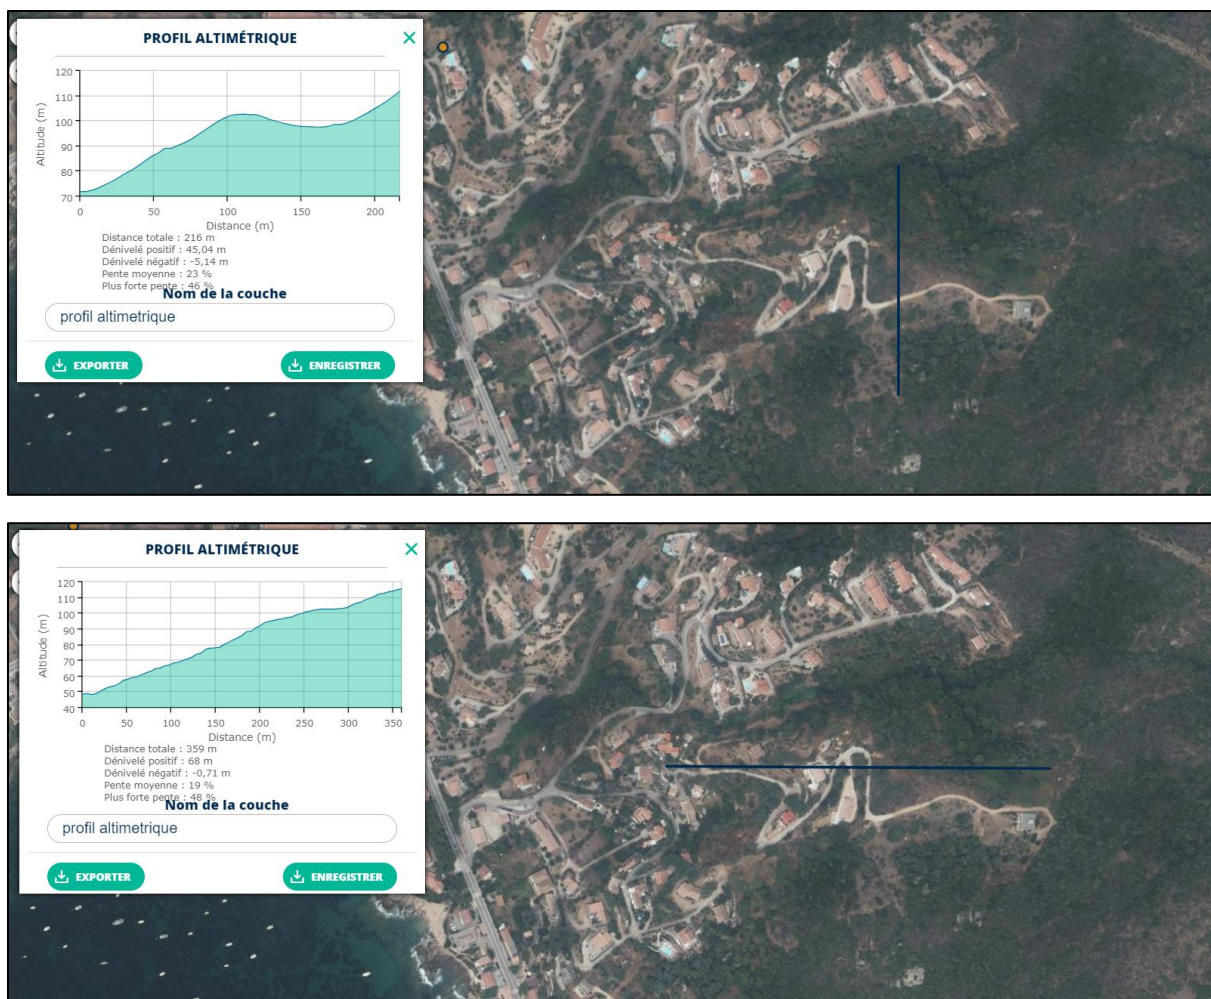 PROFIL ALTIMÉTRIQUE
120
110
100
90
80
70
Altitude (m)
0 50 100 150 200
Distance (m)
Distance totale : 216 m
Dénivelé positif : 45,04 m
Dénivelé négatif : -5,14 m
Pente moyenne : 23 %
Plus forte pente : 46 %
Nom de la couche
profil altimetrique
EXPORTER ENREGISTRER
PROFIL ALTIMÉTRIQUE
120
110
100
90
80
70
60
50
40
Altitude (m)
0 50 100 150 200 250 300 350
Distance (m)
Distance totale : 359 m
Dénivelé positif : 68 m
Dénivelé négatif : -0,71 m
Pente moyenne : 19 %
Plus forte pente : 48 %
Nom de la couche
profil altimetrique
EXPORTER ENREGISTRER